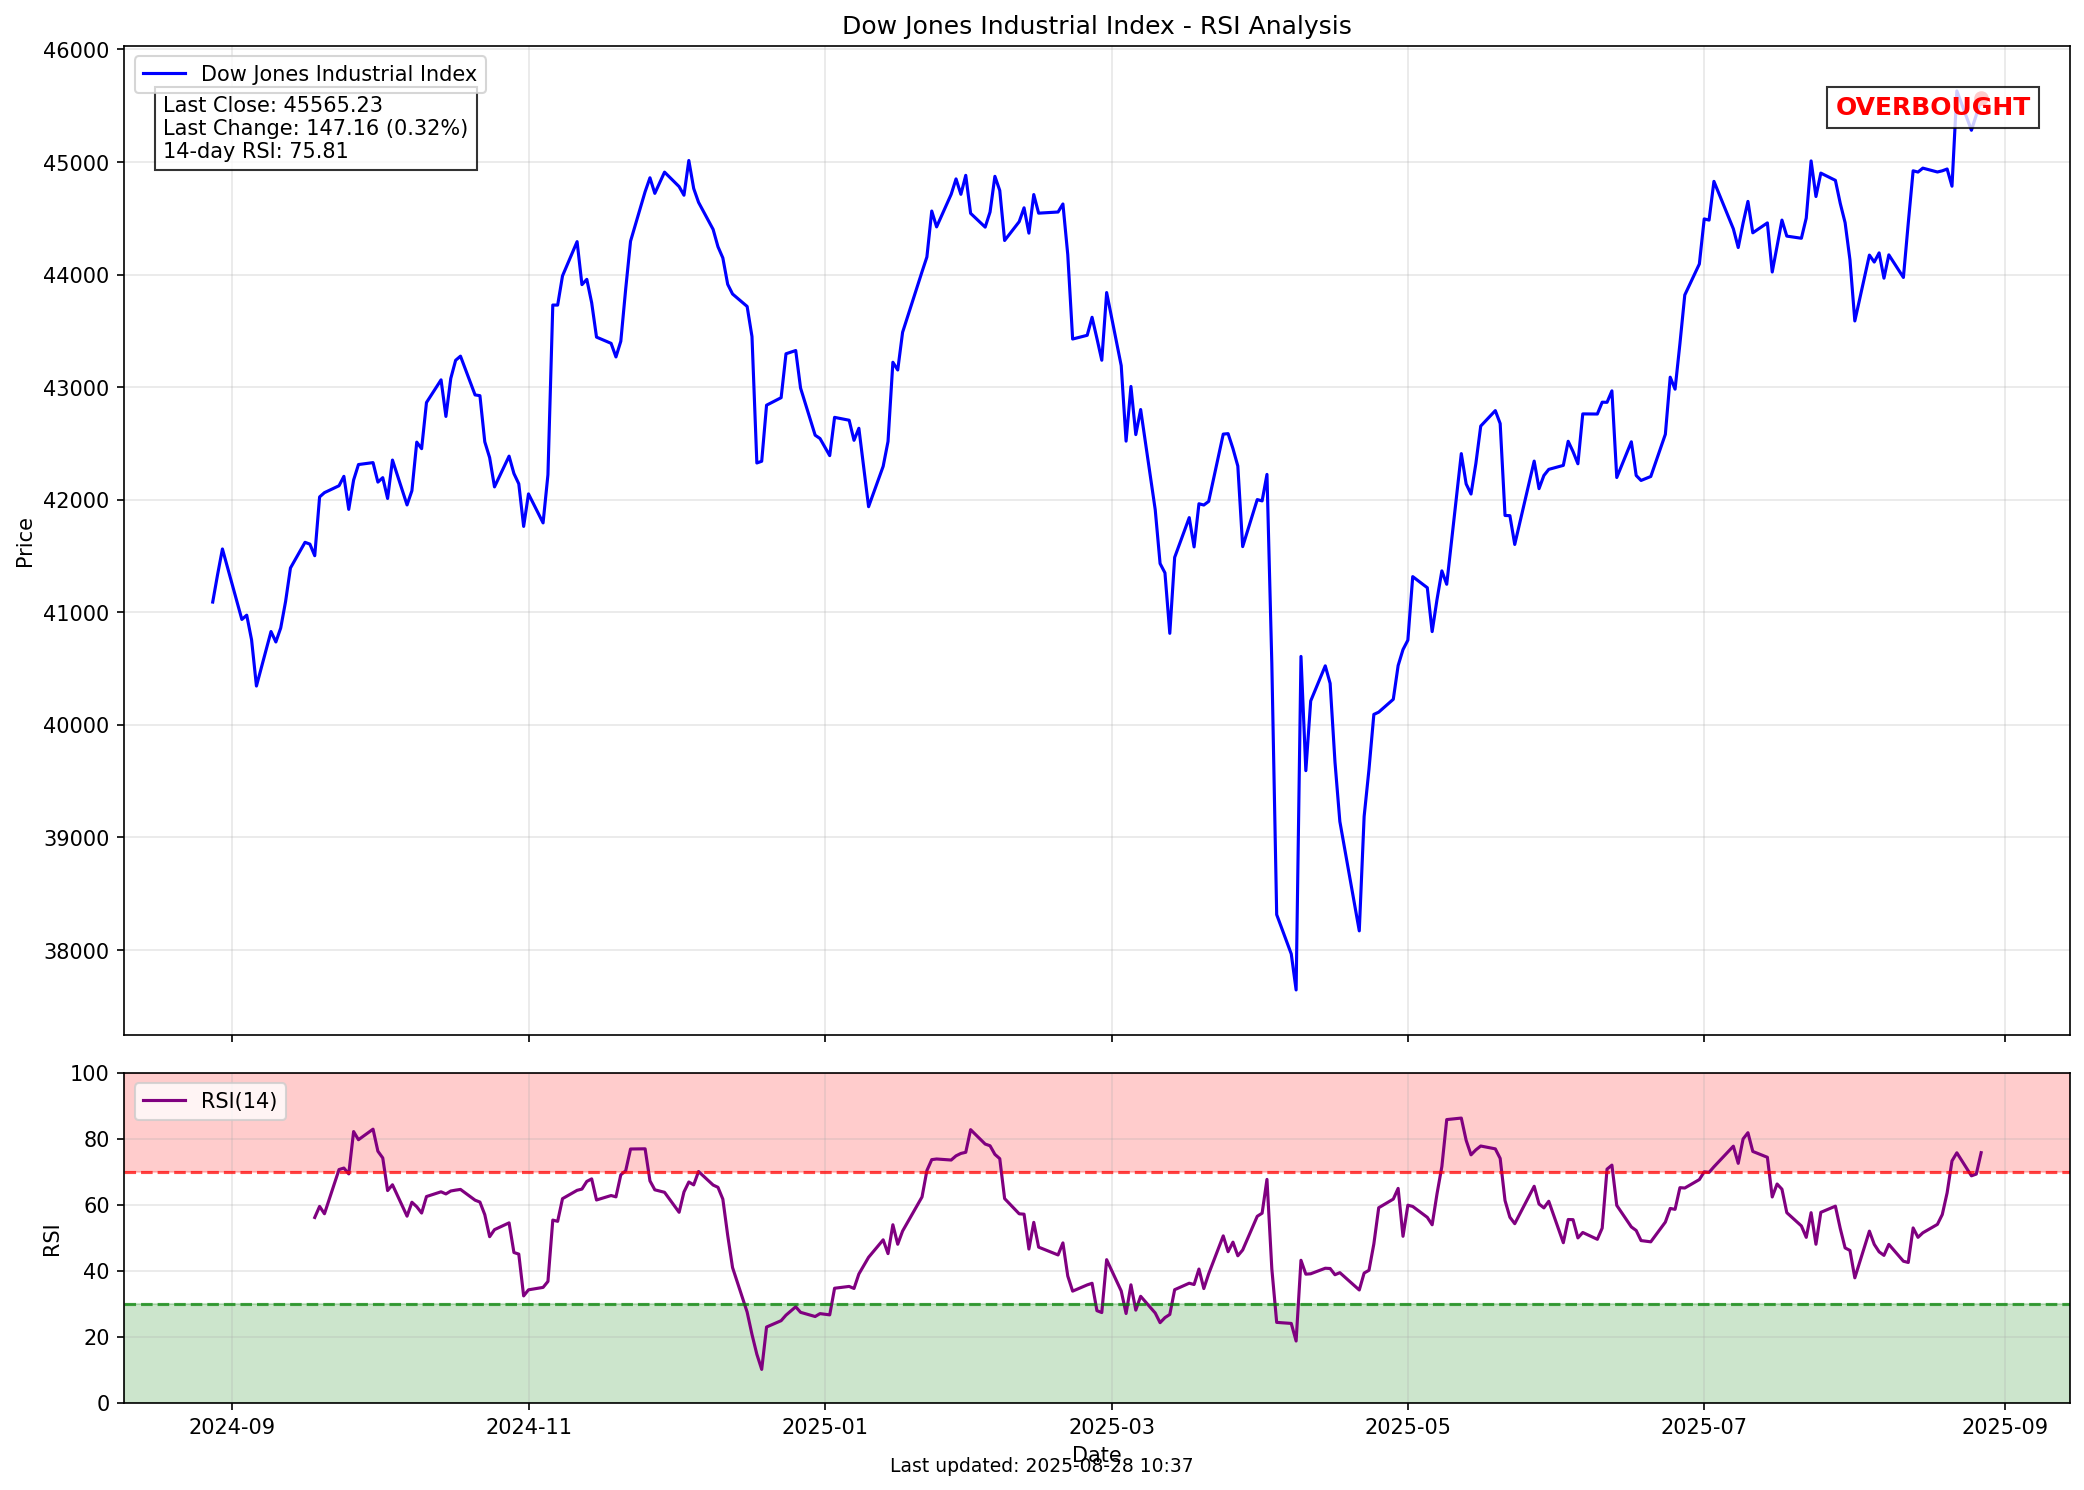 Dow Jones Industrial Index - RSI Analysis
46000
45000
44000
43000
42000
41000
40000
39000
38000
Price
Dow Jones Industrial Index
Last Close: 45565.23
Last Change: 147.16 (0.32%)
14-day RSI: 75.81
OVERBOUGHT
100
80
60
40
20
0
RSI
RSI(14)
2024-09
2024-11
2025-01
2025-03
2025-05
2025-07
2025-09
Date
Last updated: 2025-08-28 10:37